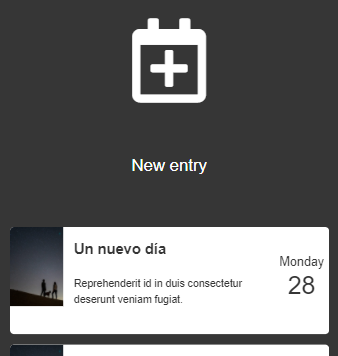 New entry
Un nuevo día
Monday
28
Reprehenderit id in duis consectetur
deserunt veniam fugiat.